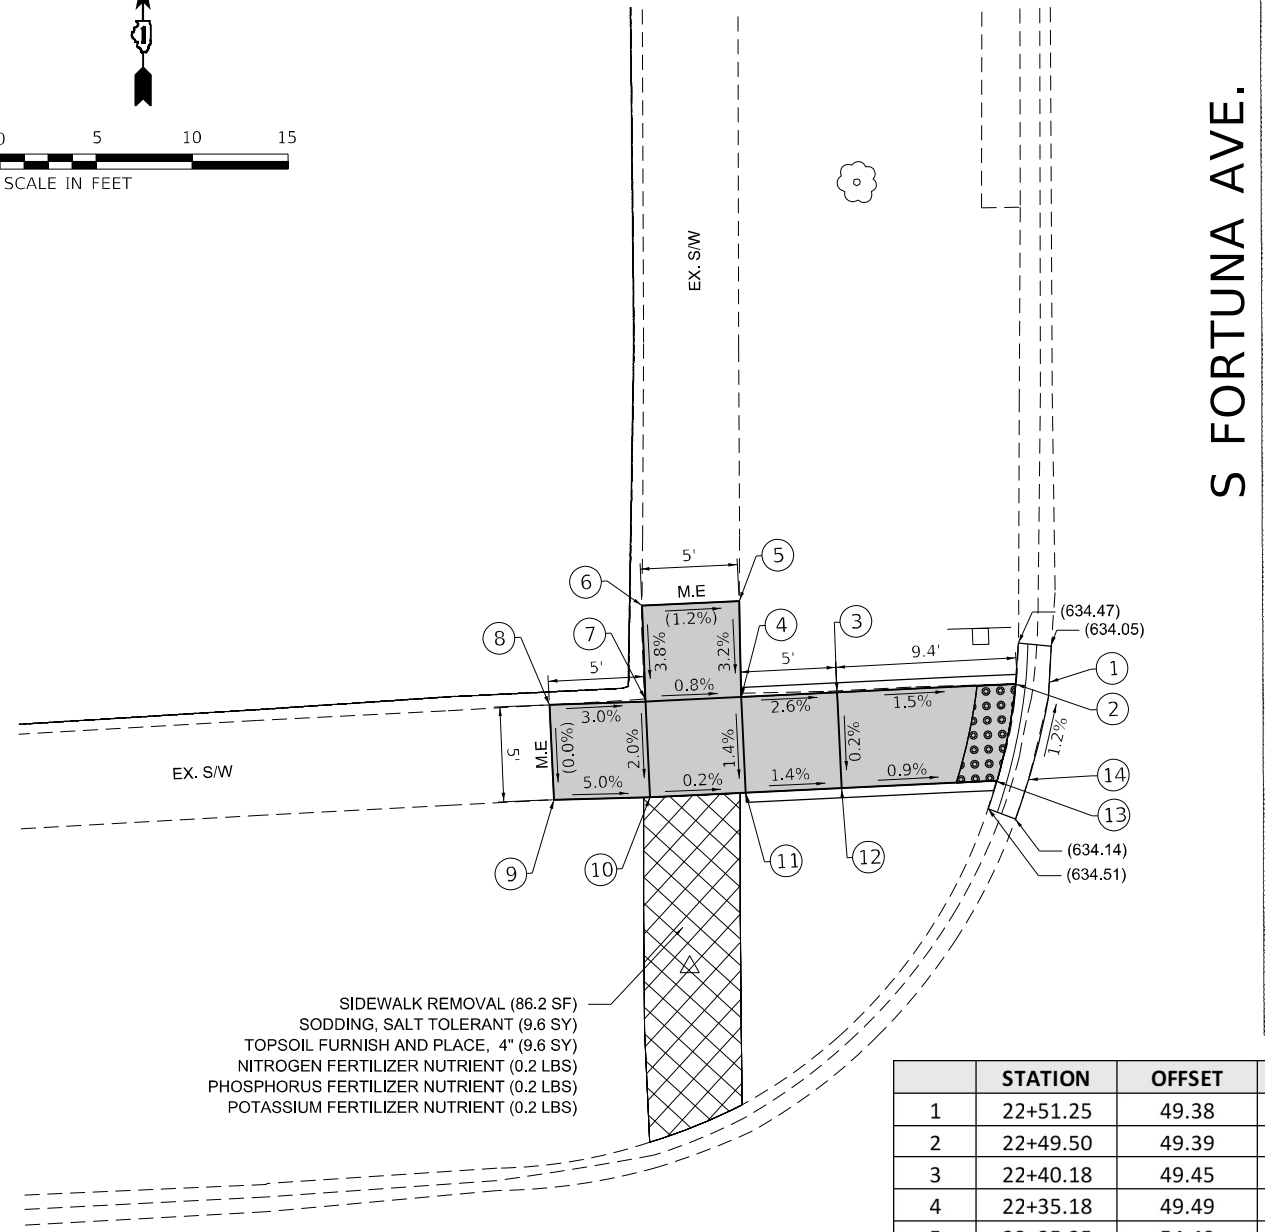 1
0 5 10 15
SCALE IN FEET
S FORTUNA AVE.
EX. S/W
5'
5
6
M.E
(1.2%)
(634.47)
(634.05)
8
7
4
3
3.8%
3.2%
5'
5'
9.4'
1
0.8%
2
3.0%
2.6%
1.5%
5'
M.E
(0.0%)
2.0%
1.4%
0.2%
1.2%
EX. S/W
5.0%
0.2%
1.4%
0.9%
14
13
9
10
11
12
(634.14)
(634.51)
SIDEWALK REMOVAL (86.2 SF)
SODDING, SALT TOLERANT (9.6 SY)
TOPSOIL FURNISH AND PLACE, 4" (9.6 SY)
NITROGEN FERTILIZER NUTRIENT (0.2 LBS)
PHOSPHORUS FERTILIZER NUTRIENT (0.2 LBS)
POTASSIUM FERTILIZER NUTRIENT (0.2 LBS)
STATION OFFSET
1 22+51.25 49.38
2 22+49.50 49.39
3 22+40.18 49.45
4 22+35.18 49.49